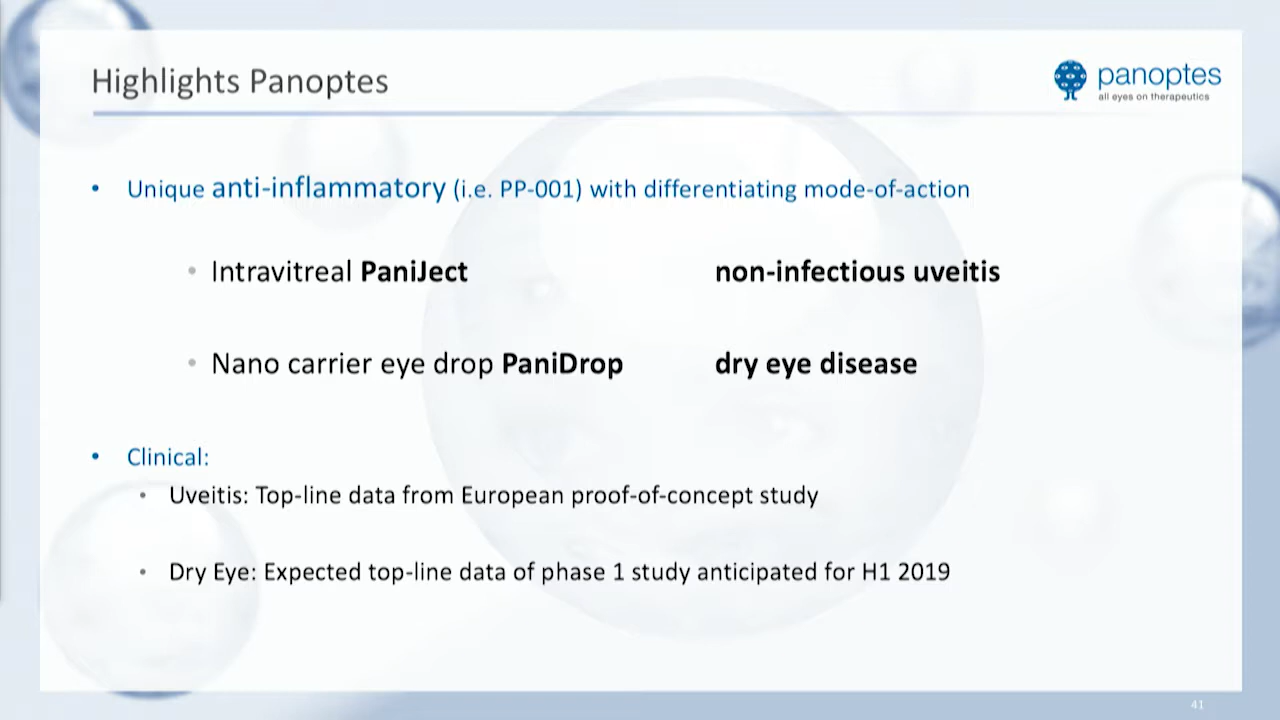 Highlights Panoptes
panoptes
all eyes on therapeutics
• Unique anti-inflammatory (i.e. PP-001) with differentiating mode-of-action
• Intravitreal PaniJect non-infectious uveitis
• Nano carrier eye drop PaniDrop dry eye disease
• Clinical:
• Uveitis: Top-line data from European proof-of-concept study
• Dry Eye: Expected top-line data of phase 1 study anticipated for H1 2019
41